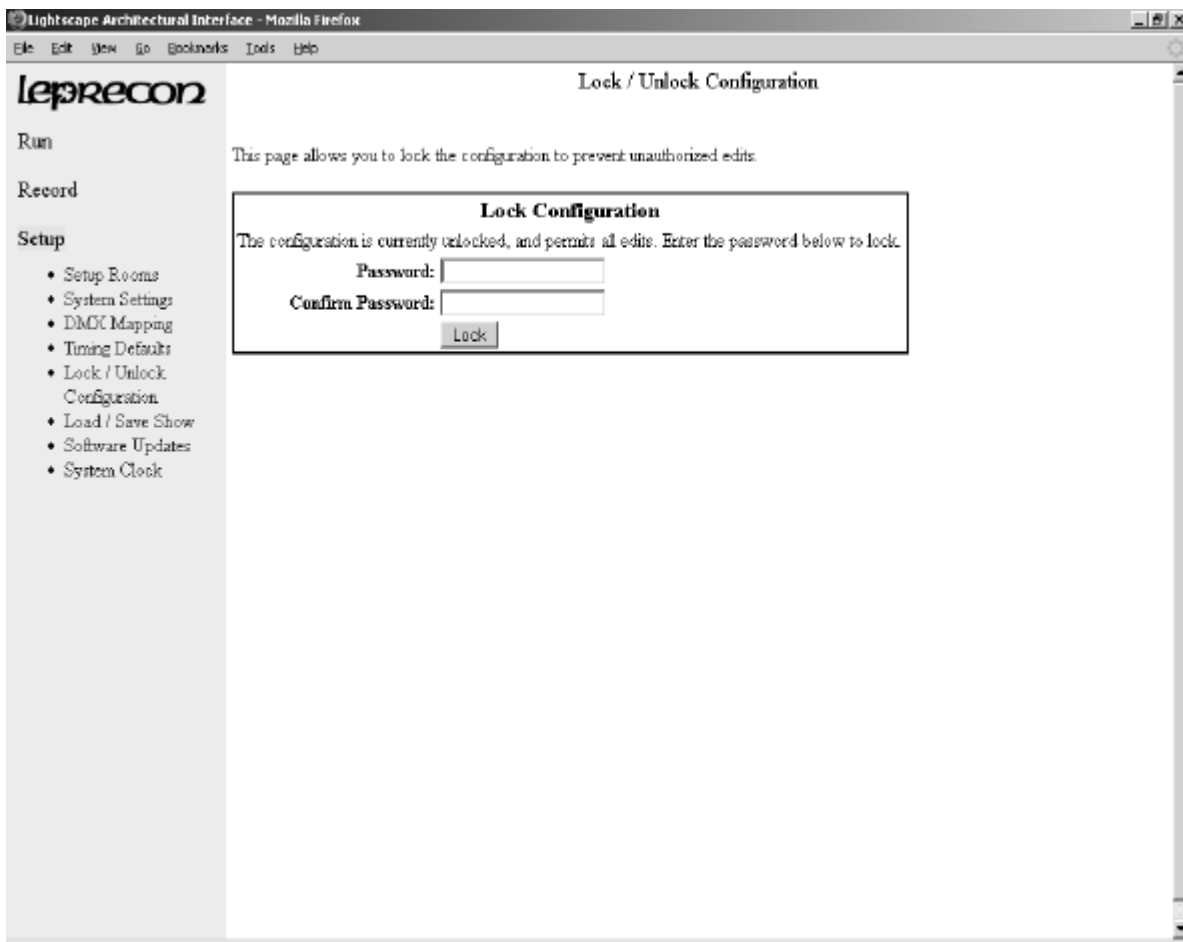 Lightscape Architectural Interface - Mozilla Firefox
File Edit View Go Bookmarks Tools Help
leprecon
Run
Record
Setup
• Setup Rooms
• System Settings
• DMX Mapping
• Timing Defaults
• Lock / Unlock
Configuration
• Load / Save Show
• Software Updates
• System Clock
Lock / Unlock Configuration
This page allows you to lock the configuration to prevent unauthorized edits.
Lock Configuration
The configuration is currently unlocked, and permits all edits. Enter the password below to lock.
Password:
Confirm Password:
Lock